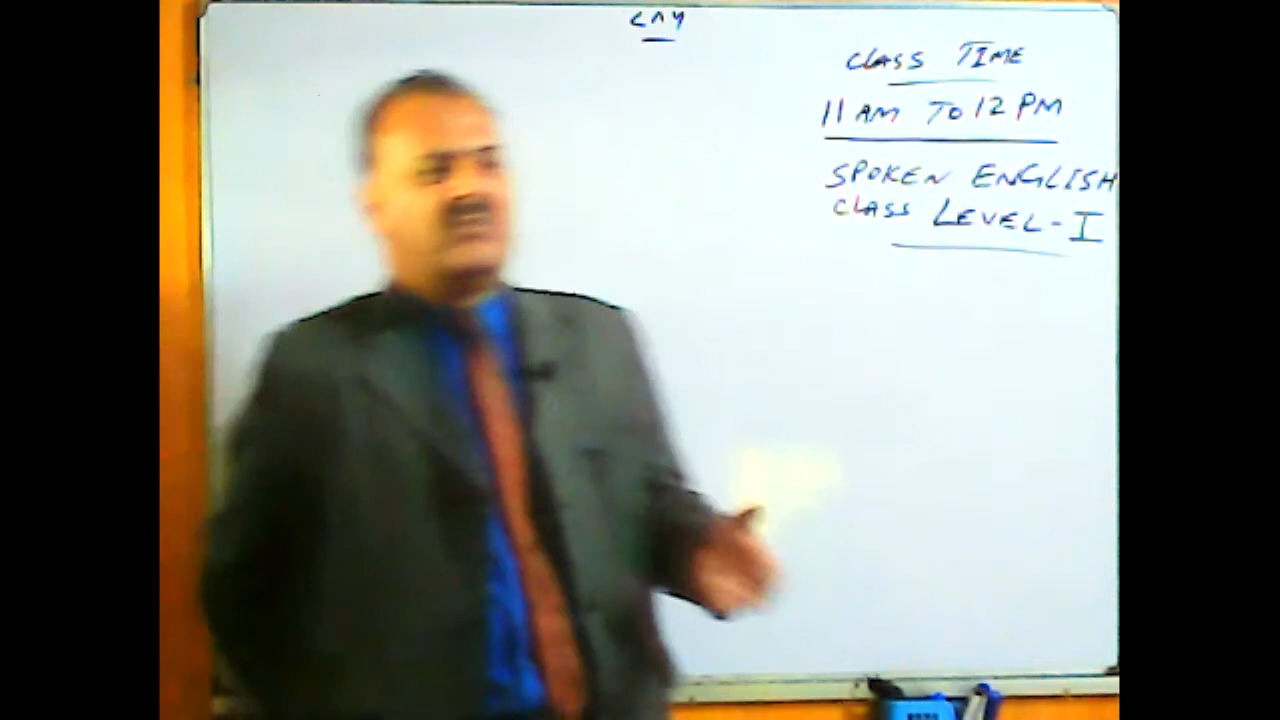 CLASS TIME
11 AM TO 12 PM
SPOKEN ENGLISH
CLASS LEVEL-I